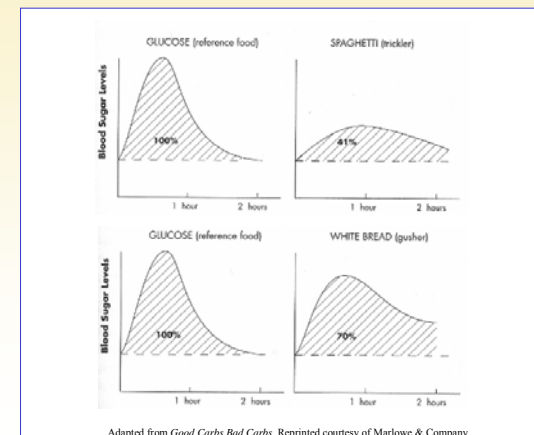 GLUCOSE (reference food)
SPAGHETTI (trickler)
Blood Sugar Levels
100%
41%
1 hour
2 hours
1 hour
2 hours
GLUCOSE (reference food)
WHITE BREAD (gusher)
Blood Sugar Levels
100%
70%
1 hour
2 hours
1 hour
2 hours
Adapted from Good Carbs Bad Carbs. Reprinted courtesy of Marlowe & Company